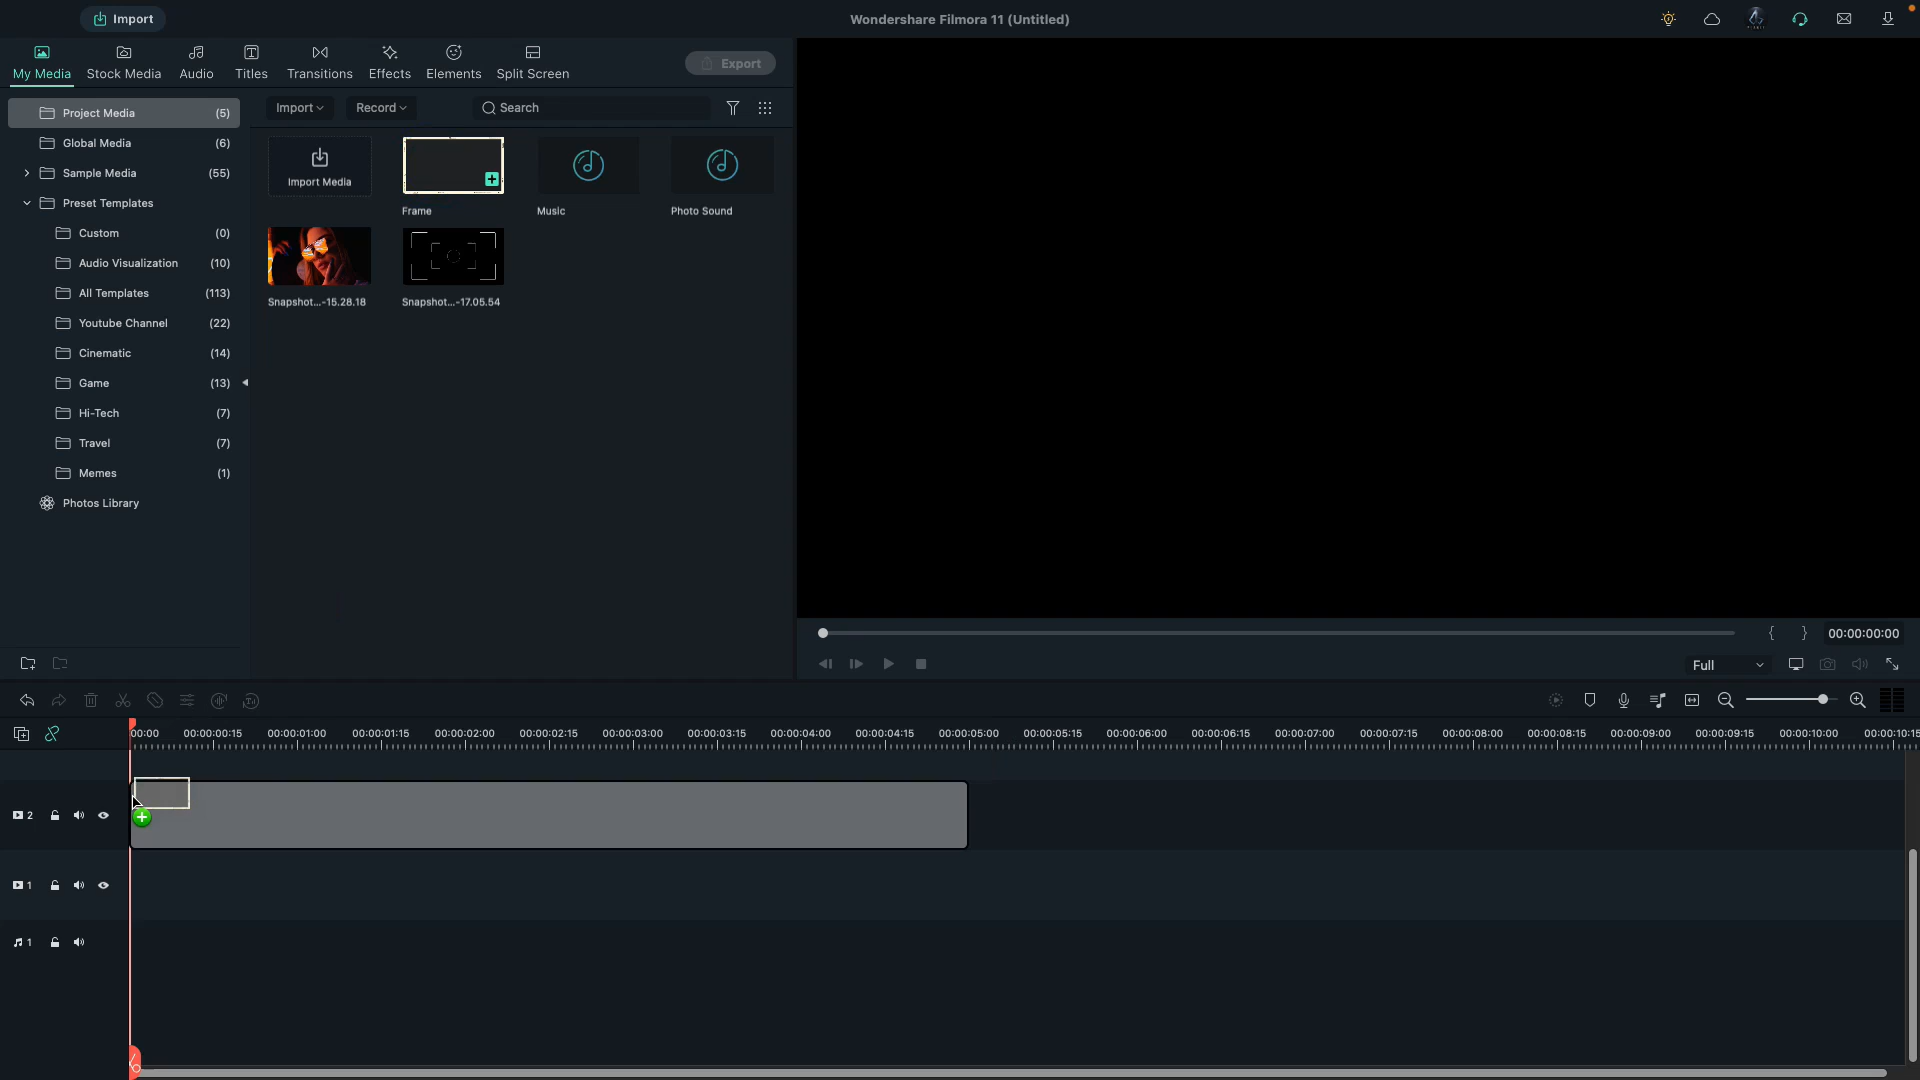 Import
Wondershare Filmora 11 (Untitled)
My Media
Stock Media
Audio
Titles
Transitions
Effects
Elements
Split Screen
Export
Project Media (5)
Global Media (6)
Sample Media (55)
Preset Templates
Custom (0)
Audio Visualization (10)
All Templates (113)
Youtube Channel (22)
Cinematic (14)
Game (13)
Hi-Tech (7)
Travel (7)
Memes (1)
Photos Library
Import
Record
Search
Import Media
Frame
Music
Photo Sound
Snapshot...-15.28.18
Snapshot...-17.05.54
00:00:00:00
Full
00:00 00:00:00:15 00:00:01:00 00:00:01:15 00:00:02:00 00:00:02:15 00:00:03:00 00:00:03:15 00:00:04:00 00:00:04:15 00:00:05:00 00:00:05:15 00:00:06:00 00:00:06:15 00:00:07:00 00:00:07:15 00:00:08:00 00:00:08:15 00:00:09:00 00:00:09:15 00:00:10:00 00:00:10:15
2
1
1